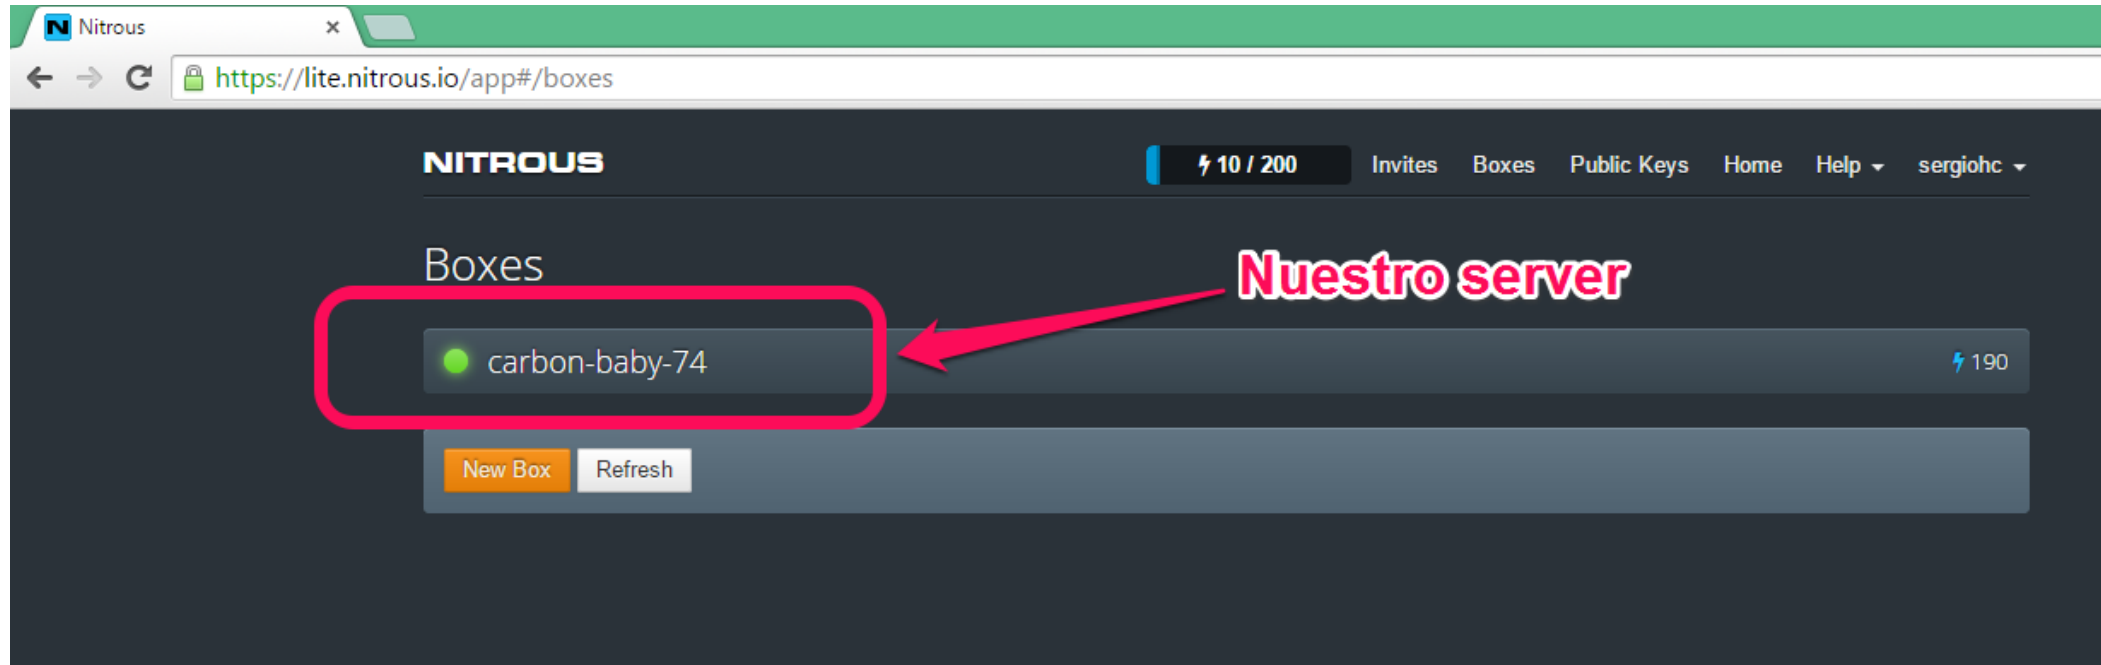 Nitrous
https://lite.nitrous.io/app#/boxes
NITROUS
10 / 200 Invites Boxes Public Keys Home Help sergiohc
Boxes
Nuestro server
carbon-baby-74 190
New Box Refresh